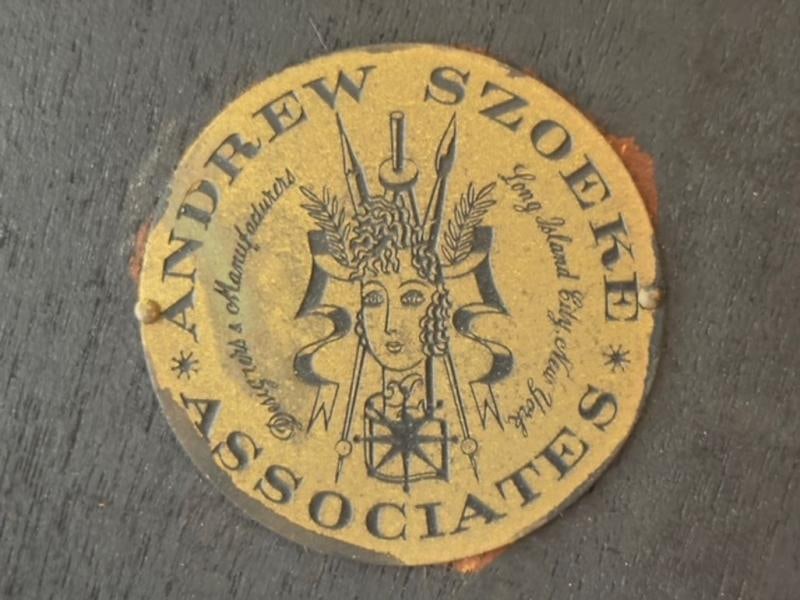 ANDREW SZOEKE
Designers & Manufacturers
Long Island City, New York
* ASSOCIATES *